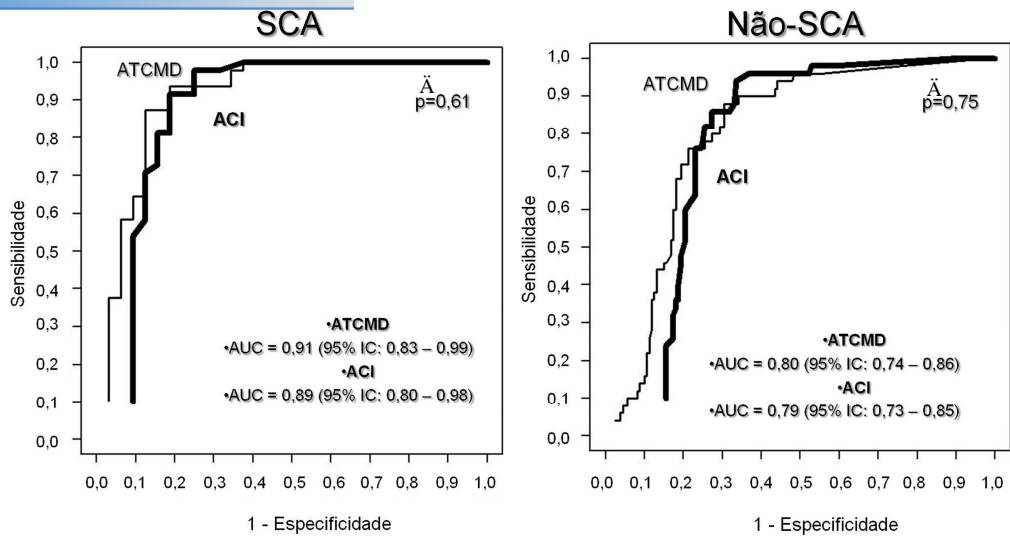 SCA
ATCMD
ACI
Ä
p=0,61
Sensibilidade
1,0
0,9
0,8
0,7
0,6
0,5
0,4
0,3
0,2
0,1
0,0
•ATCMD
•AUC = 0,91 (95% IC: 0,83 – 0,99)
•ACI
•AUC = 0,89 (95% IC: 0,80 – 0,98)
0,0 0,1 0,2 0,3 0,4 0,5 0,6 0,7 0,8 0,9 1,0
1 - Especificidade
Não-SCA
ATCMD
ACI
Ä
p=0,75
Sensibilidade
1,0
0,9
0,8
0,7
0,6
0,5
0,4
0,3
0,2
0,1
0,0
•ATCMD
•AUC = 0,80 (95% IC: 0,74 – 0,86)
•ACI
•AUC = 0,79 (95% IC: 0,73 – 0,85)
0,0 0,1 0,2 0,3 0,4 0,5 0,6 0,7 0,8 0,9 1,0
1 - Especificidade